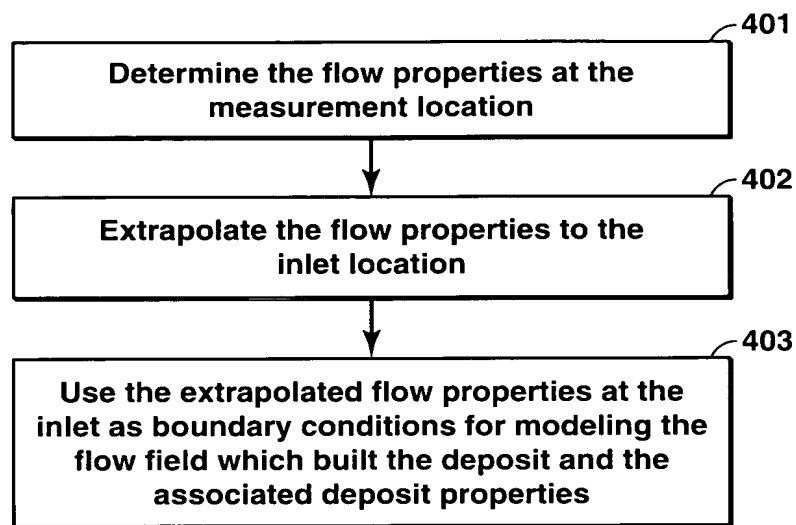 401
Determine the flow properties at the
measurement location
402
Extrapolate the flow properties to the
inlet location
403
Use the extrapolated flow properties at the
inlet as boundary conditions for modeling the
flow field which built the deposit and the
associated deposit properties